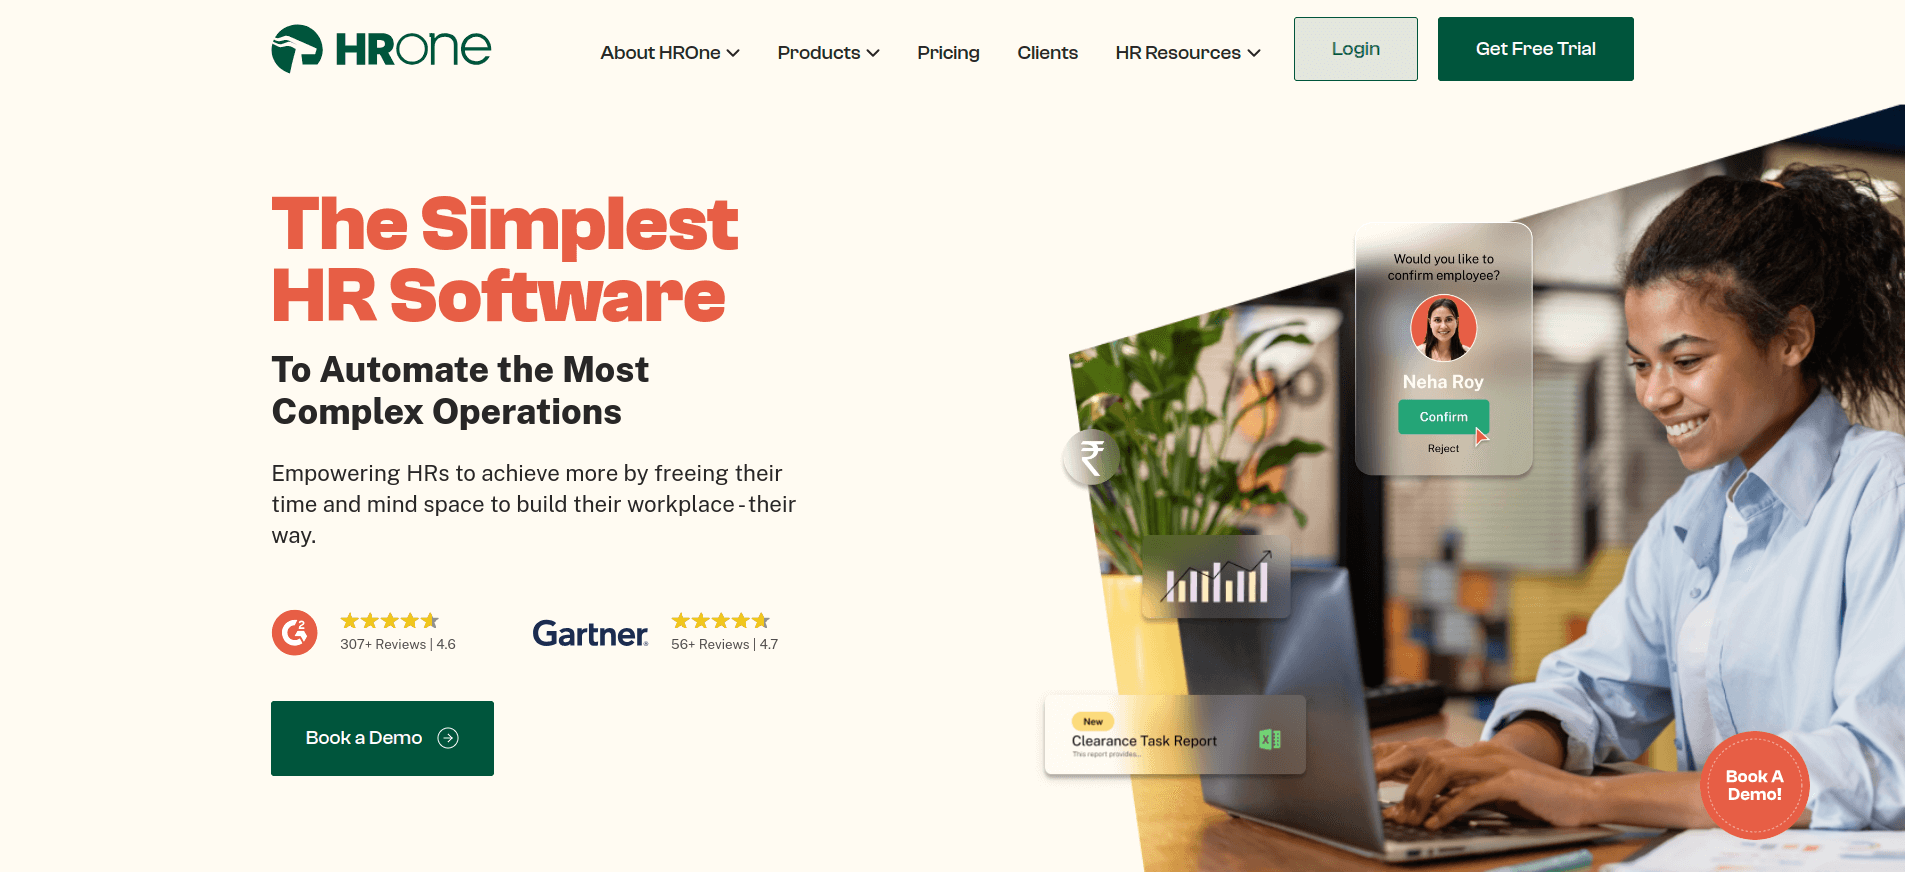 HROne
About HROne
Products
Pricing
Clients
HR Resources
Login
Get Free Trial
The Simplest
HR Software
To Automate the Most
Complex Operations
Empowering HRs to achieve more by freeing their
time and mind space to build their workplace - their
way.
G2
307+ Reviews | 4.6
Gartner®
56+ Reviews | 4.7
Book a Demo
Would you like to
confirm employee?
Neha Roy
Confirm
Reject
₹
New
Clearance Task Report
This report provides...
X
Book A
Demo!